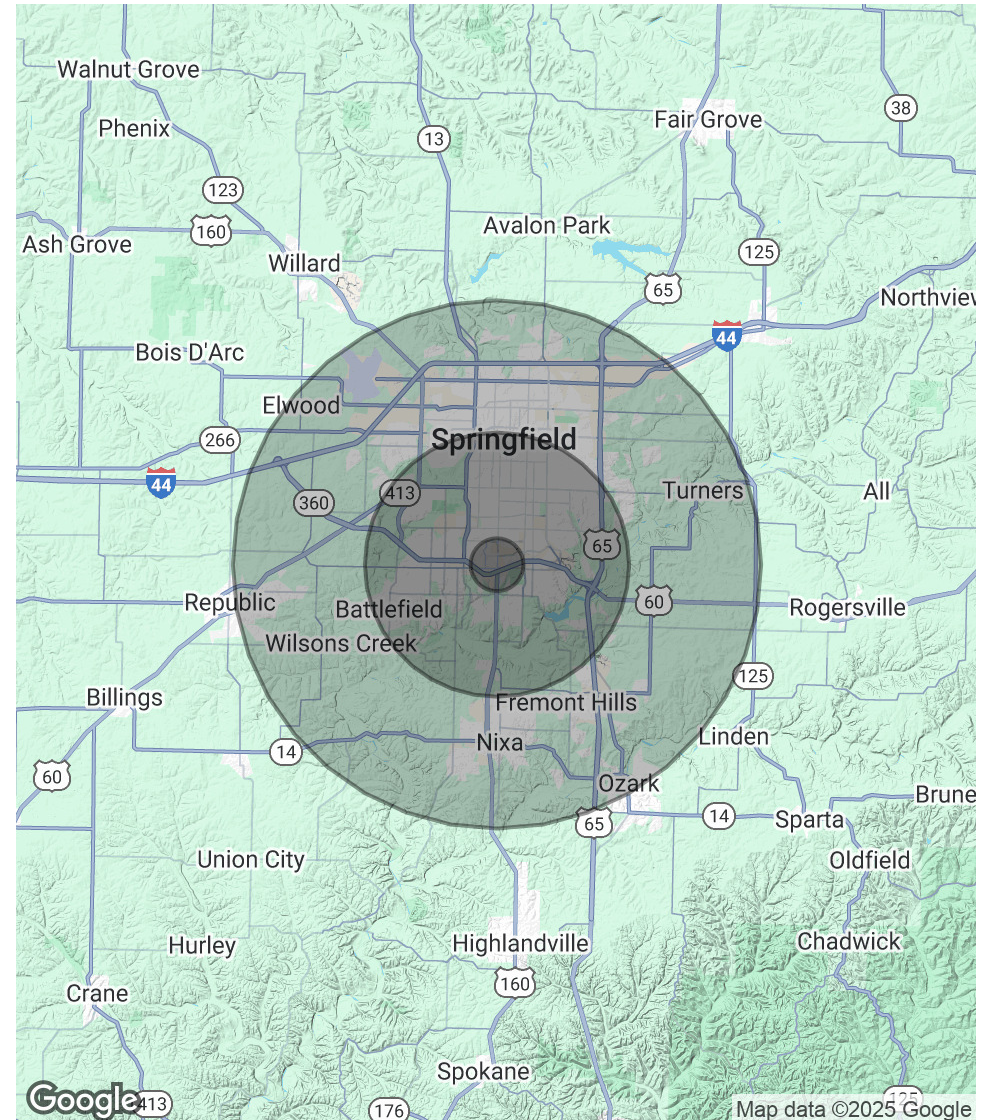 Walnut Grove
38
Fair Grove
Phenix
13
123
160
Avalon Park
Ash Grove
125
Willard
65
Northview
44
Bois D'Arc
Elwood
266
Springfield
44
Turners
All
413
360
65
60
Republic
Battlefield
Rogersville
Wilsons Creek
125
Billings
Fremont Hills
Linden
Nixa
14
60
Ozark
Brune
65
14
Sparta
Union City
Oldfield
Hurley
Highlandville
Chadwick
160
Crane
Spokane
Google
413
176
125
Map data ©2025 Google